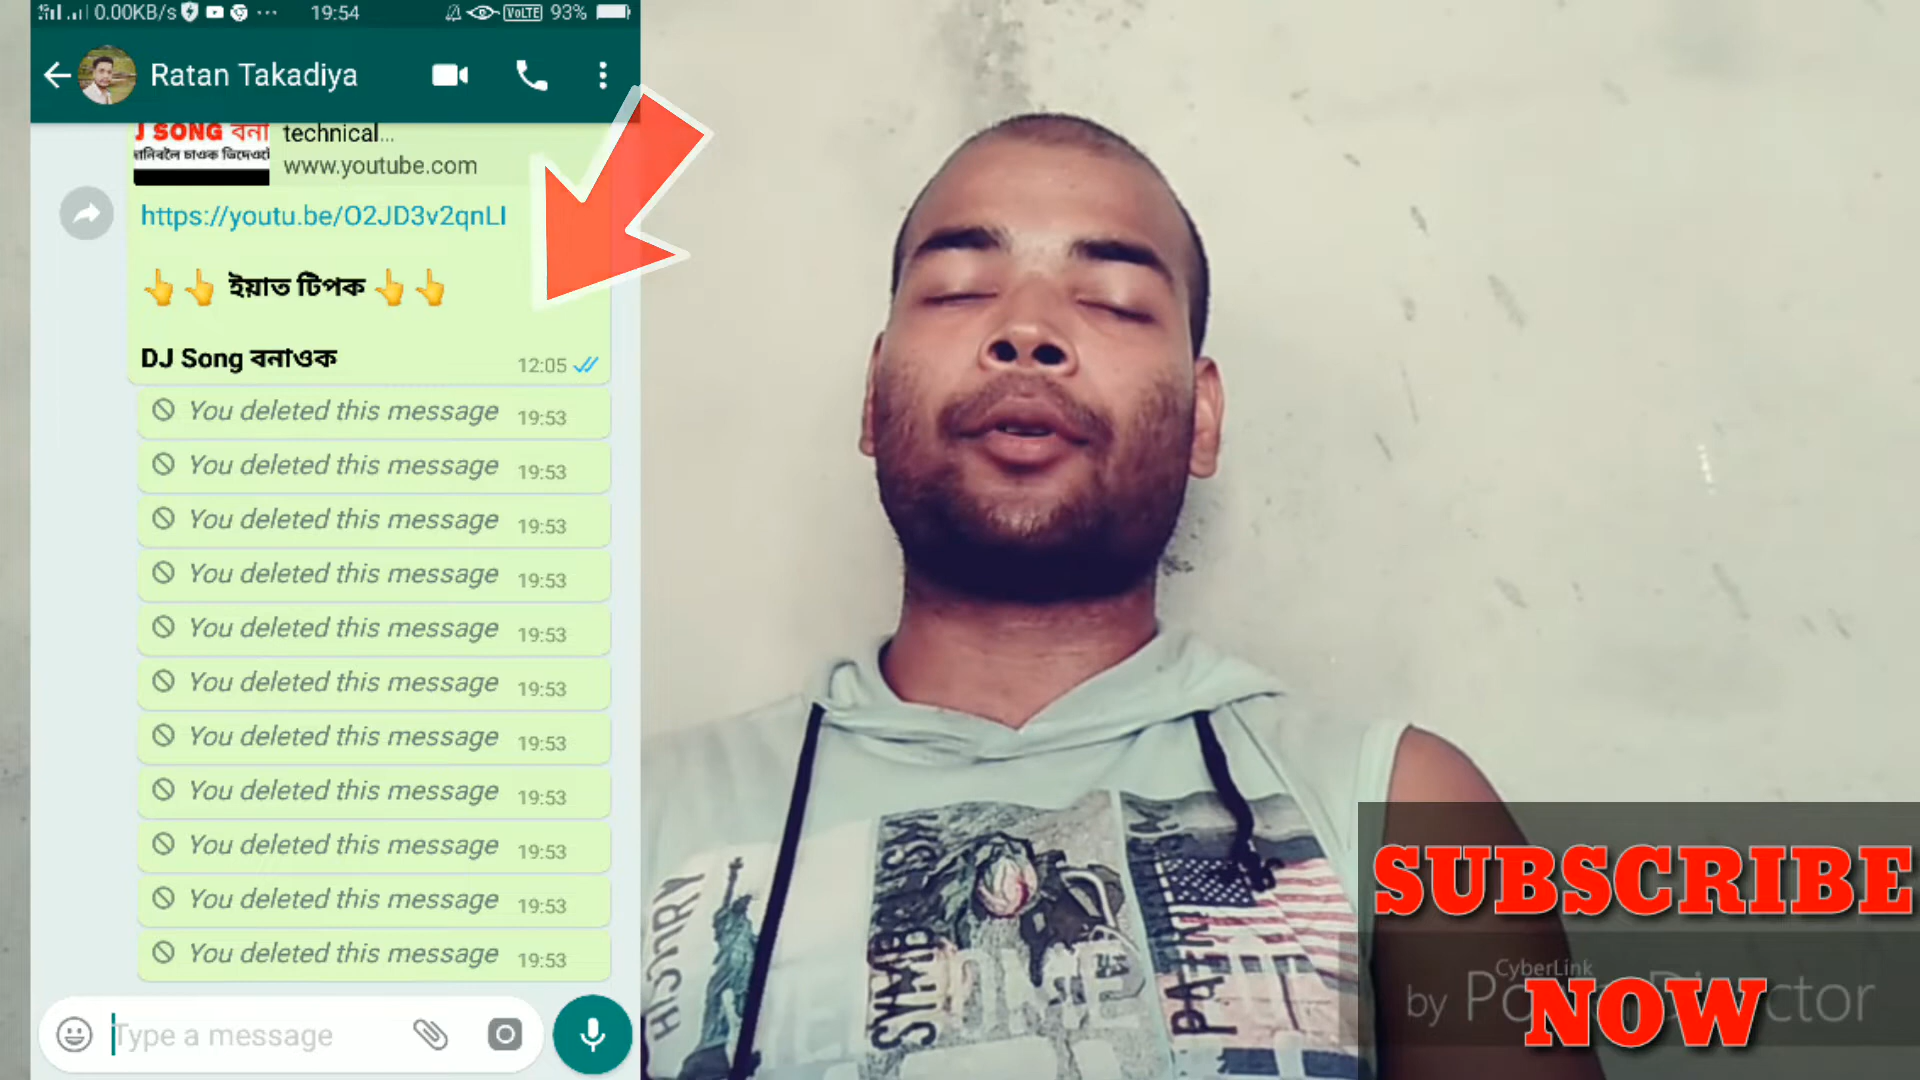 0.00KB/s
19:54
VoLTE 93%
Ratan Takadiya
J SONG বনা
technical...
www.youtube.com
https://youtu.be/O2JD3v2qnLI
👆👆 ইয়াত টিপক 👆👆
DJ Song বনাওক
12:05
You deleted this message 19:53
You deleted this message 19:53
You deleted this message 19:53
You deleted this message 19:53
You deleted this message 19:53
You deleted this message 19:53
You deleted this message 19:53
You deleted this message 19:53
You deleted this message 19:53
You deleted this message 19:53
You deleted this message 19:53
Type a message
HISTORY
SUBSCRIBE
NOW
CyberLink
by